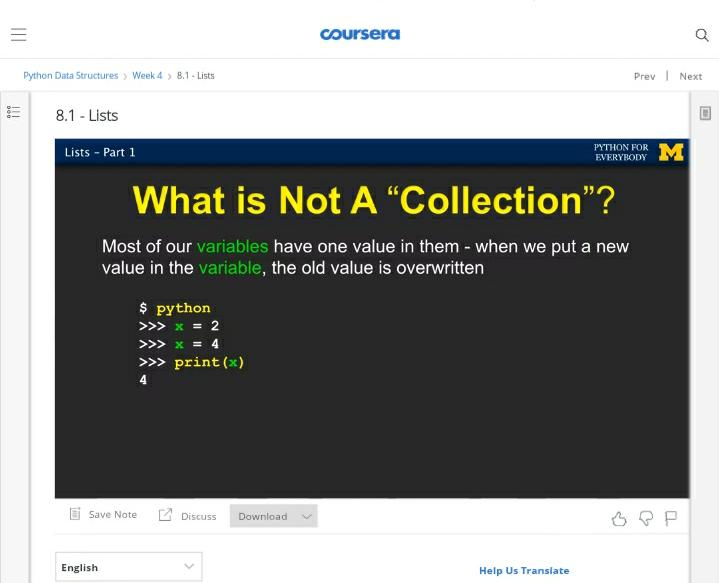 coursera
Python Data Structures > Week 4 > 8.1 - Lists
Prev | Next
8.1 - Lists
Lists - Part 1
PYTHON FOR
EVERYBODY
M
What is Not A “Collection”?
Most of our variables have one value in them - when we put a new
value in the variable, the old value is overwritten
$ python
>>> x = 2
>>> x = 4
>>> print(x)
4
Save Note
Discuss
Download
English
Help Us Translate